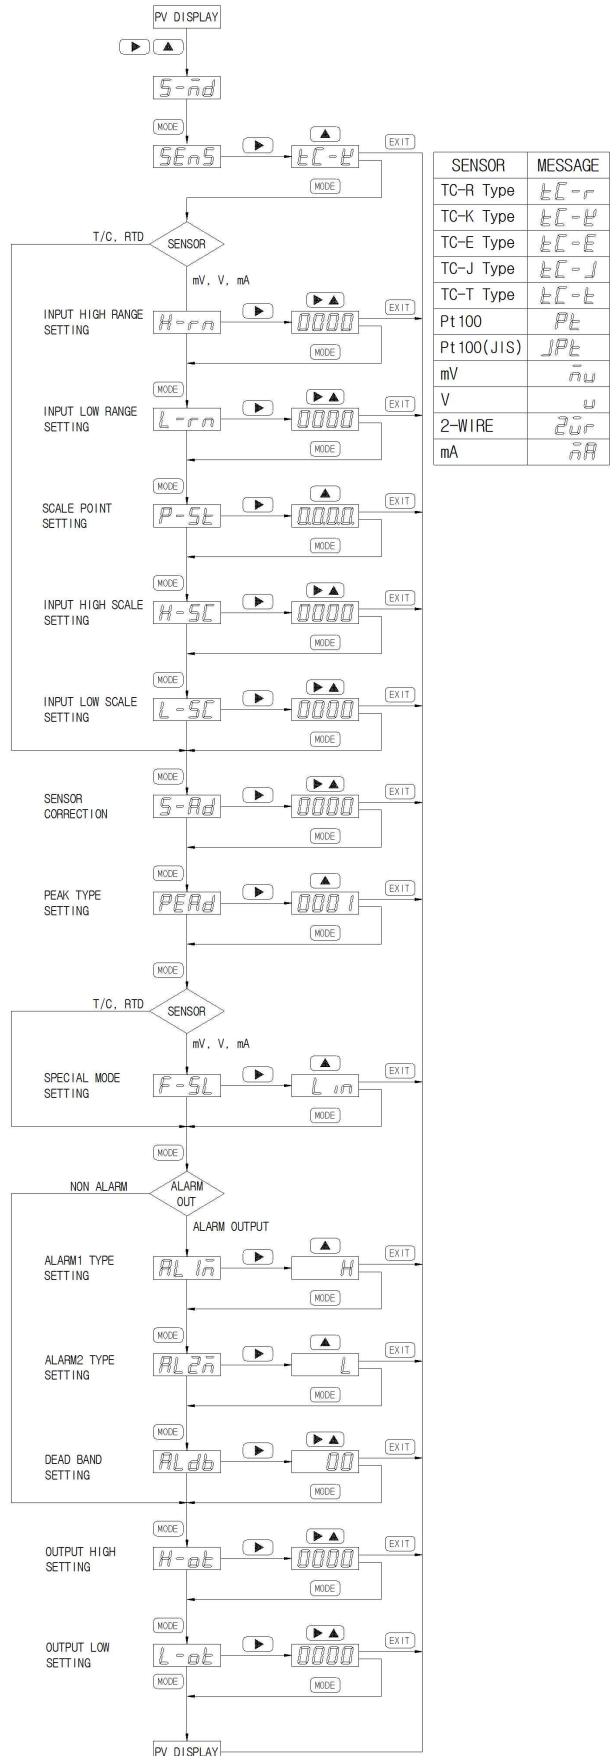 PV DISPLAY
S-m̄d
MODE
SEnS
tC-K
EXIT
MODE
SENSOR MESSAGE
TC-R Type tC-r
TC-K Type tC-K
TC-E Type tC-E
TC-J Type tC-J
TC-T Type tC-t
Pt100 Pt
Pt100(JIS) JPt
mV n̄u
V u
2-WIRE 2ūr
mA n̄A
T/C, RTD
SENSOR
mV, V, mA
INPUT HIGH RANGE
SETTING
H-rn
0000
EXIT
MODE
MODE
INPUT LOW RANGE
SETTING
L-rn
0000
EXIT
MODE
MODE
SCALE POINT
SETTING
P-St
0.0.0.0.
EXIT
MODE
MODE
INPUT HIGH SCALE
SETTING
H-SC
0000
EXIT
MODE
MODE
INPUT LOW SCALE
SETTING
L-SC
0000
EXIT
MODE
MODE
SENSOR
CORRECTION
S-Ad
0000
EXIT
MODE
MODE
PEAK TYPE
SETTING
PEAd
0001
EXIT
MODE
MODE
T/C, RTD
SENSOR
mV, V, mA
SPECIAL MODE
SETTING
F-SL
Lin
EXIT
MODE
MODE
NON ALARM
ALARM
OUT
ALARM OUTPUT
ALARM1 TYPE
SETTING
AL1n̄
H
EXIT
MODE
MODE
ALARM2 TYPE
SETTING
AL2n̄
L
EXIT
MODE
MODE
DEAD BAND
SETTING
ALdb
00
EXIT
MODE
MODE
OUTPUT HIGH
SETTING
H-ot
0000
EXIT
MODE
MODE
OUTPUT LOW
SETTING
L-ot
0000
EXIT
MODE
MODE
PV DISPLAY